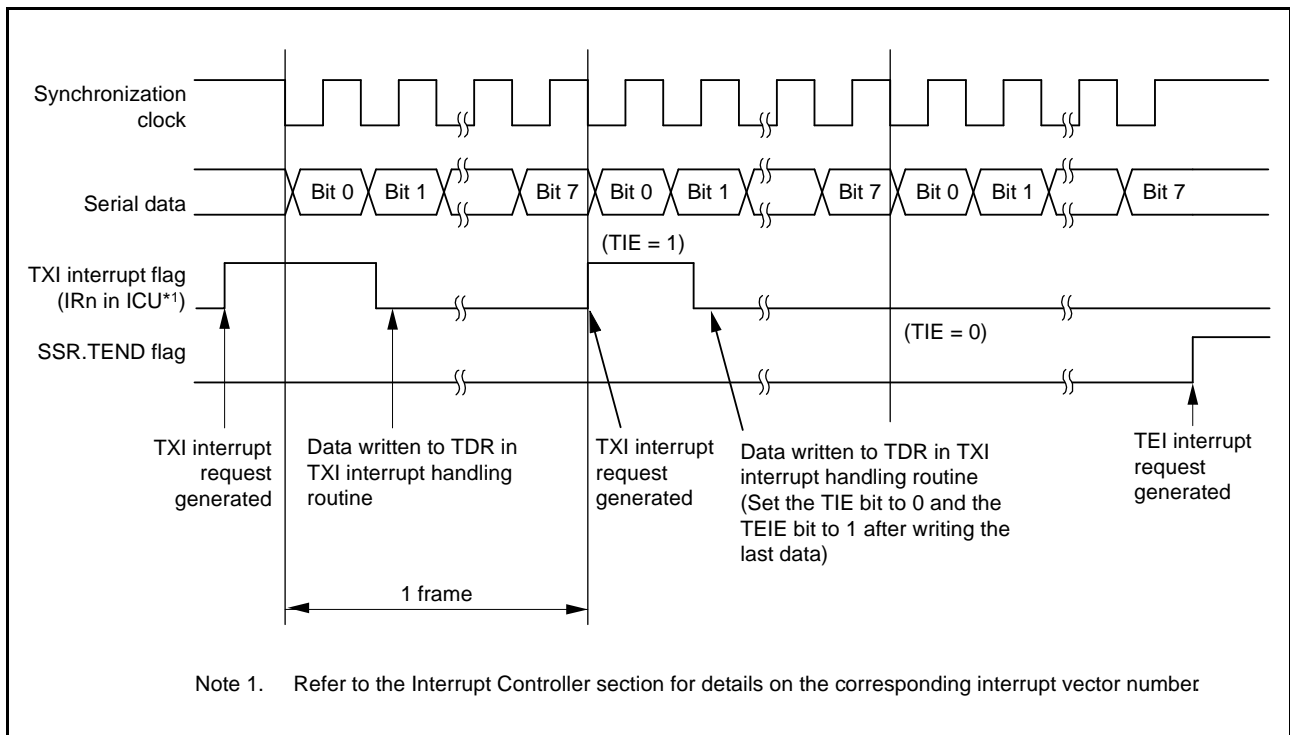 Synchronization
clock
Serial data
Bit 0
Bit 1
Bit 7
Bit 0
Bit 1
Bit 7
Bit 0
Bit 1
Bit 7
(TIE = 1)
TXI interrupt flag
(IRn in ICU*1)
(TIE = 0)
SSR.TEND flag
TXI interrupt
request
generated
Data written to TDR in
TXI interrupt handling
routine
TXI interrupt
request
generated
Data written to TDR in TXI
interrupt handling routine
(Set the TIE bit to 0 and the
TEIE bit to 1 after writing the
last data)
TEI interrupt
request
generated
1 frame
Note 1. Refer to the Interrupt Controller section for details on the corresponding interrupt vector number.